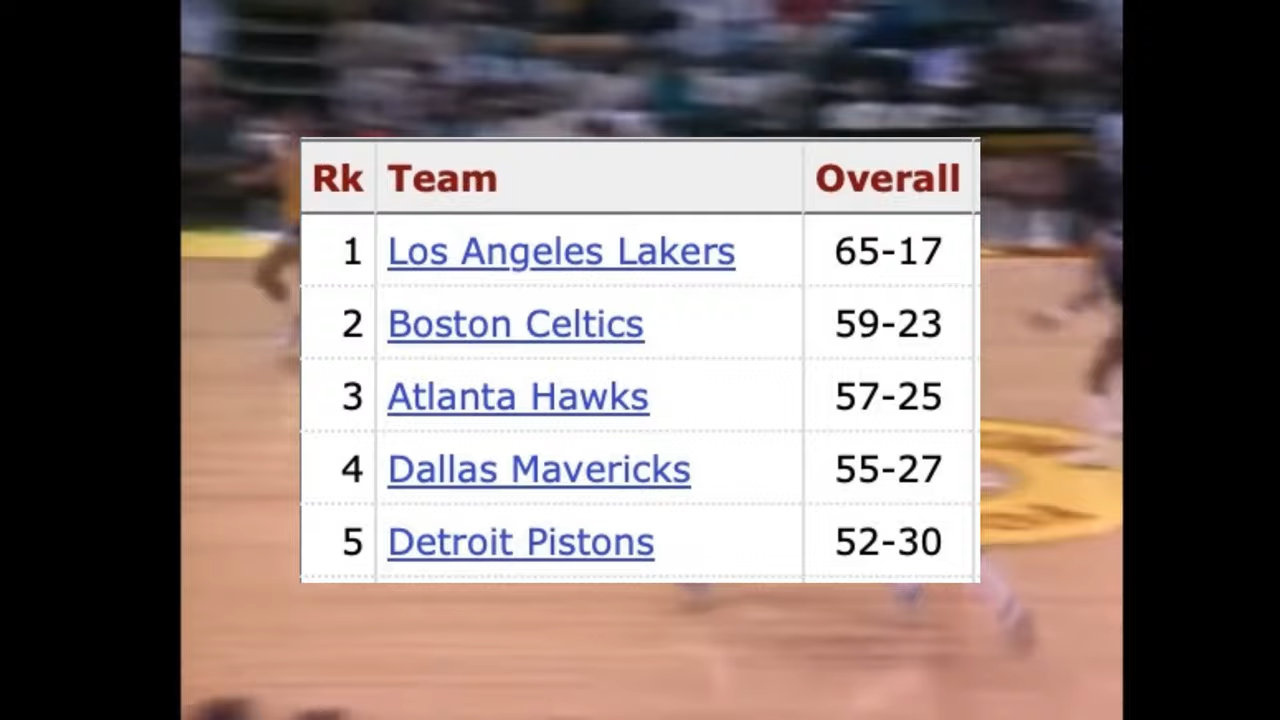 Rk Team Overall
1 Los Angeles Lakers 65-17
2 Boston Celtics 59-23
3 Atlanta Hawks 57-25
4 Dallas Mavericks 55-27
5 Detroit Pistons 52-30